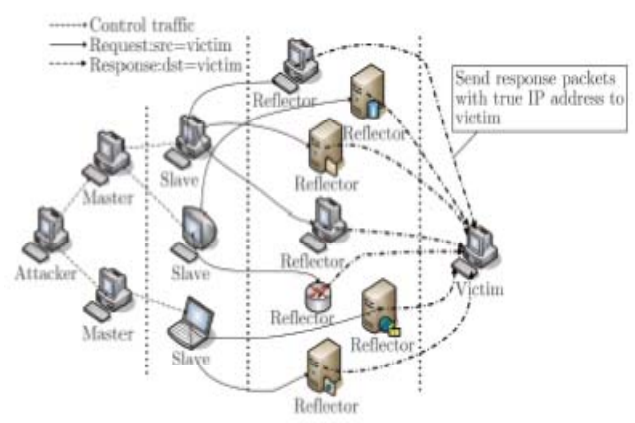 Control traffic
Request:src=victim
Response:dst=victim
Send response packets
with true IP address to
victim
Reflector
Reflector
Reflector
Slave
Master
Reflector
Attacker
Slave
Victim
Master
Reflector
Slave
Reflector
Reflector